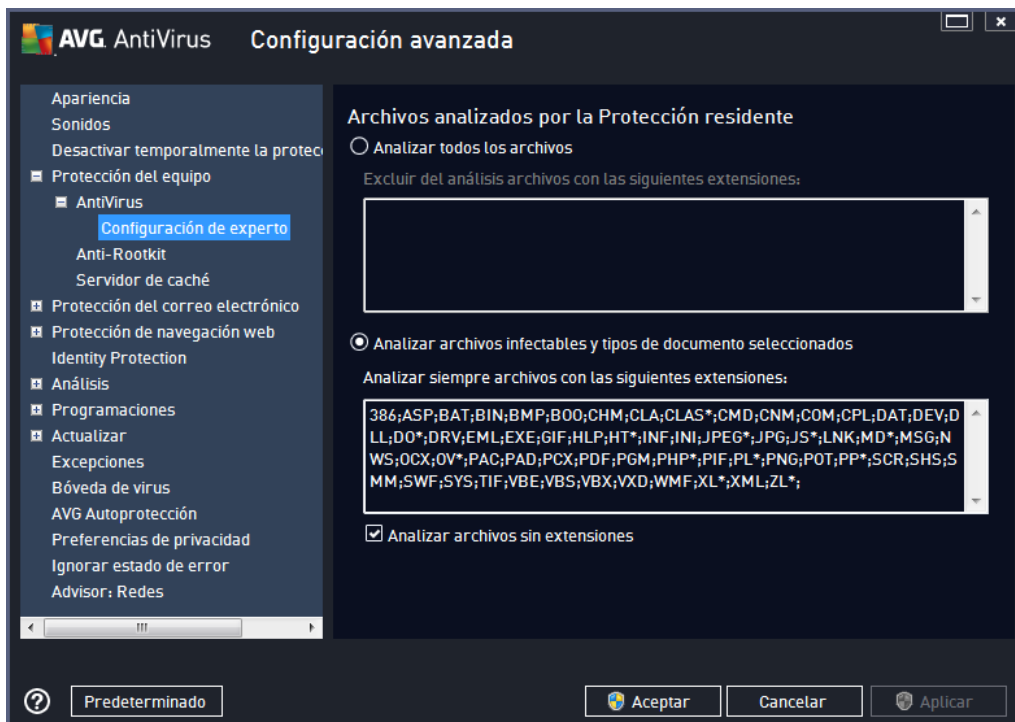 AVG. AntiVirus Configuración avanzada
Apariencia
Sonidos
Desactivar temporalmente la protec
Protección del equipo
AntiVirus
Configuración de experto
Anti-Rootkit
Servidor de caché
Protección del correo electrónico
Protección de navegación web
Identity Protection
Análisis
Programaciones
Actualizar
Excepciones
Bóveda de virus
AVG Autoprotección
Preferencias de privacidad
Ignorar estado de error
Advisor: Redes
Archivos analizados por la Protección residente
Analizar todos los archivos
Excluir del análisis archivos con las siguientes extensiones:
Analizar archivos infectables y tipos de documento seleccionados
Analizar siempre archivos con las siguientes extensiones:
386;ASP;BAT;BIN;BMP;BOO;CHM;CLA;CLAS*;CMD;CNM;COM;CPL;DAT;DEV;D
LL;DO*;DRV;EML;EXE;GIF;HLP;HT*;INF;INI;JPEG*;JPG;JS*;LNK;MD*;MSG;N
WS;OCX;OV*;PAC;PAD;PCX;PDF;PGM;PHP*;PIF;PL*;PNG;POT;PP*;SCR;SHS;S
MM;SWF;SYS;TIF;VBE;VBS;VBX;VXD;WMF;XL*;XML;ZL*;
Analizar archivos sin extensiones
Predeterminado
Aceptar
Cancelar
Aplicar